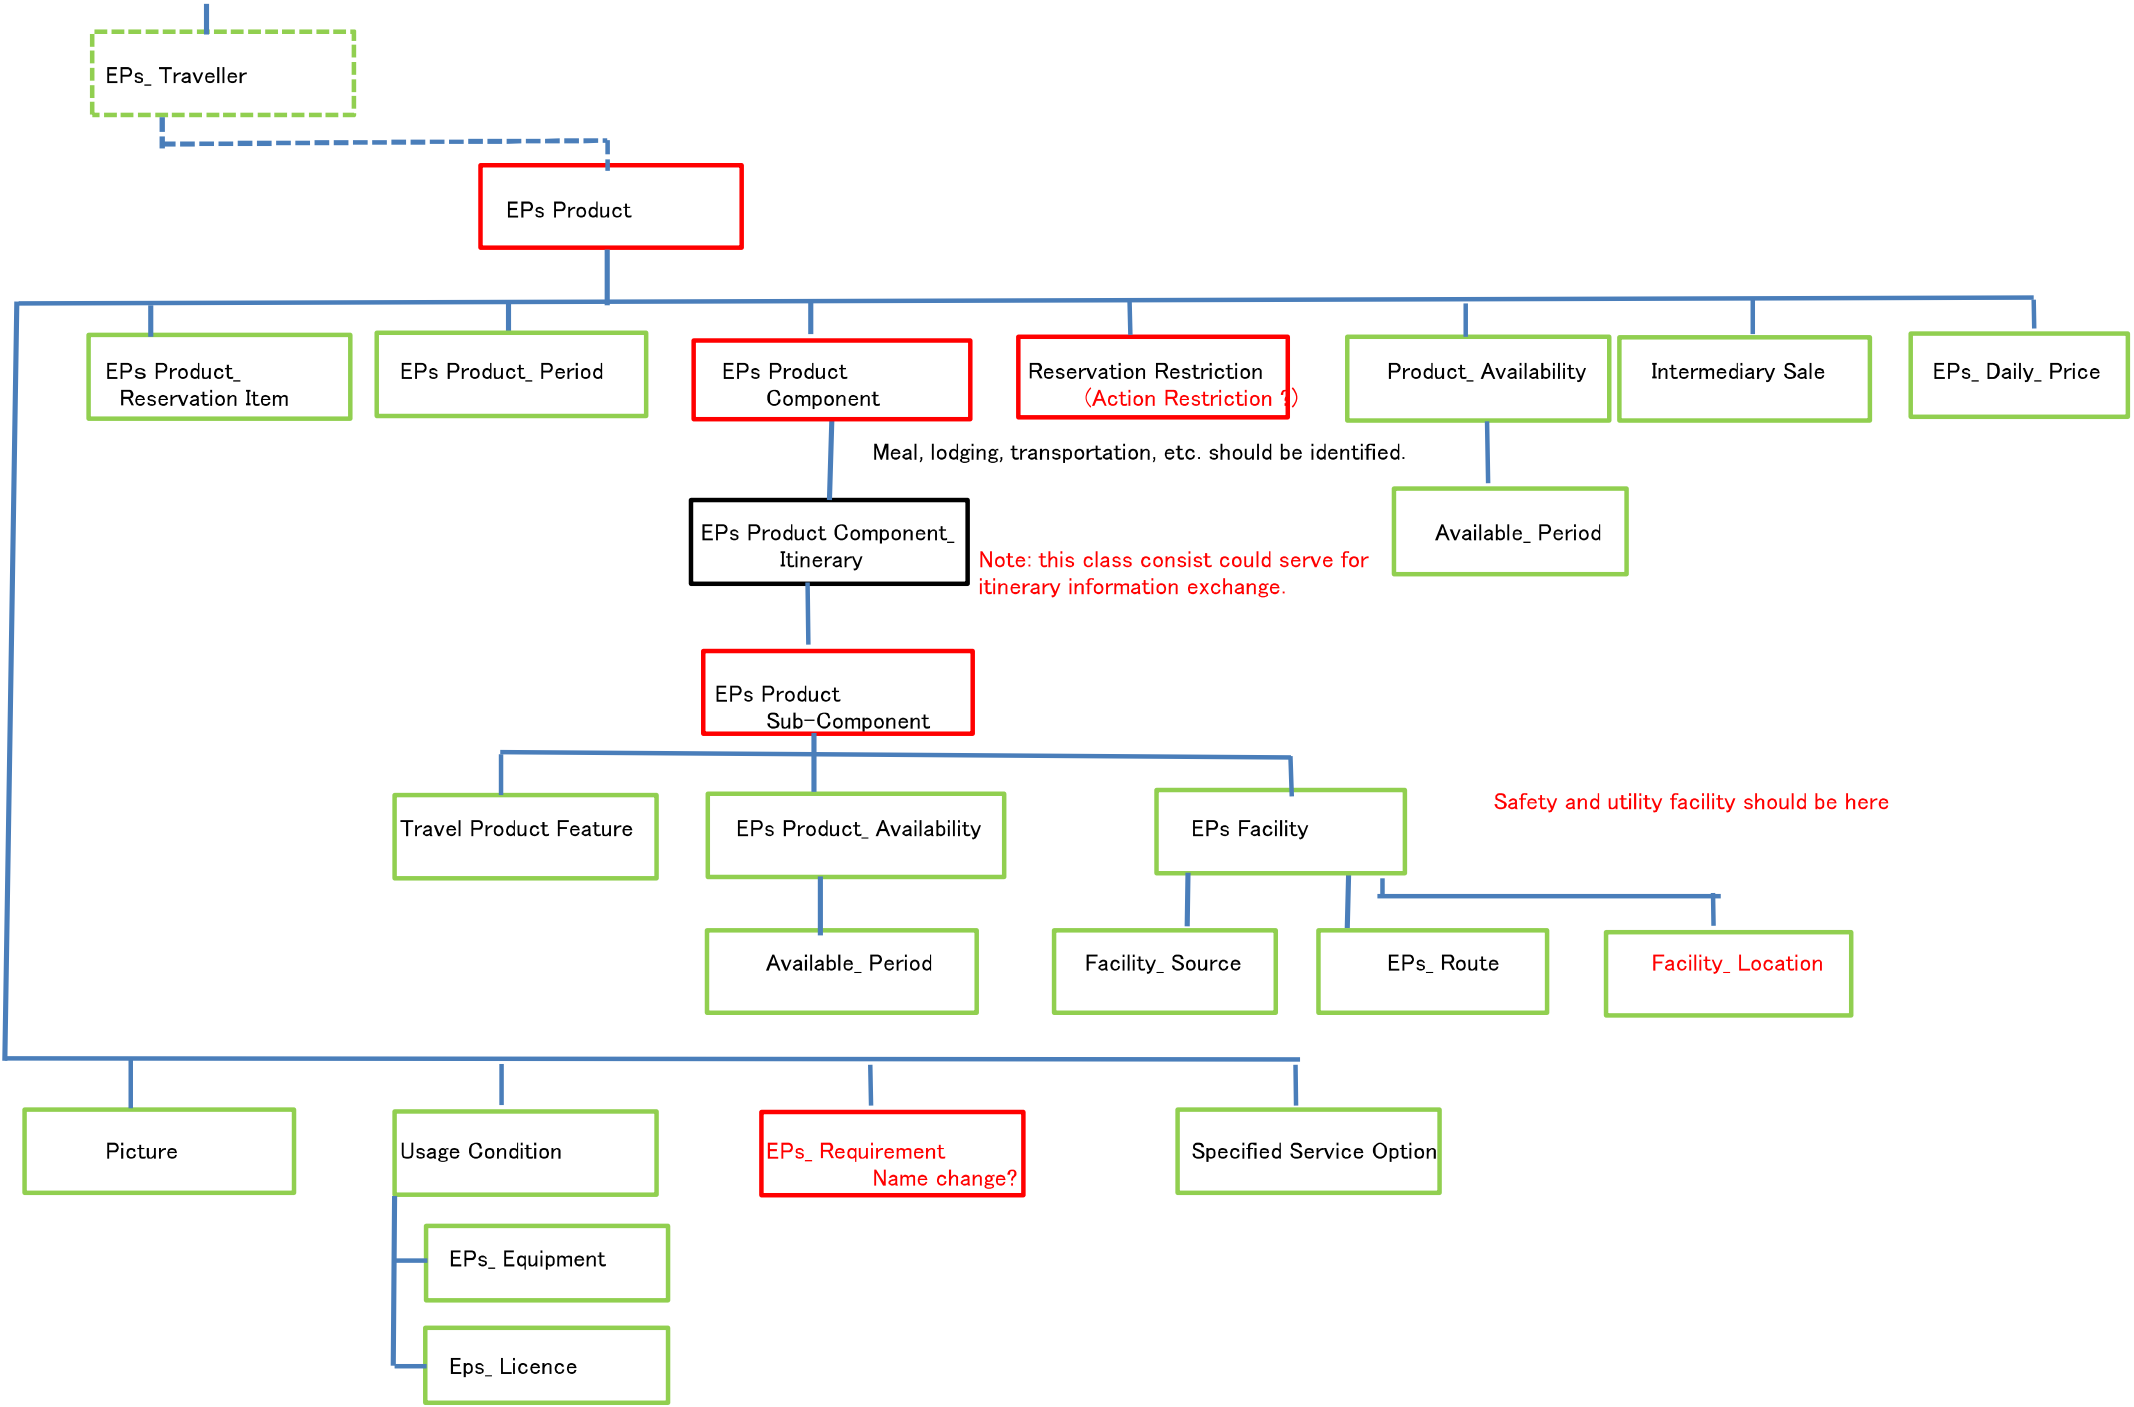 EPs_ Traveller
EPs Product
EPs Product_
Reservation Item
EPs Product_ Period
EPs Product
Component
Reservation Restriction
(Action Restriction ?)
Product_ Availability
Intermediary Sale
EPs_ Daily_ Price
Meal, lodging, transportation, etc. should be identified.
EPs Product Component_
Itinerary
Note: this class consist could serve for
itinerary information exchange.
Available_ Period
EPs Product
Sub-Component
Safety and utility facility should be here
Travel Product Feature
EPs Product_ Availability
EPs Facility
Available_ Period
Facility_ Source
EPs_ Route
Facility_ Location
Picture
Usage Condition
EPs_ Requirement
Name change?
Specified Service Option
EPs_ Equipment
Eps_ Licence